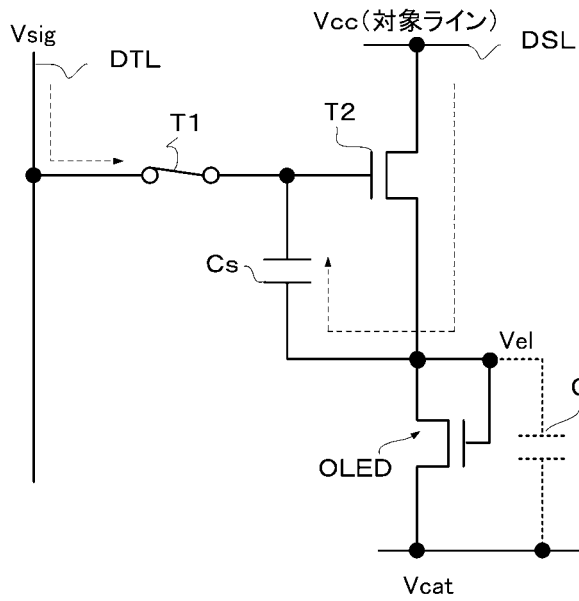 Vcc(対象ライン)
Vsig
DTL
DSL
T1
T2
Cs
Vel
OLED
Vcat